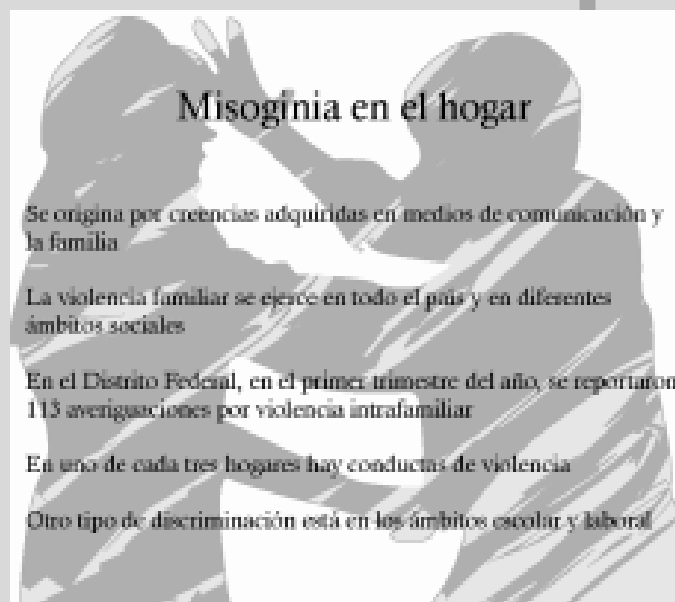 Misoginia en el hogar
Se origina por creencias adquiridas en medios de comunicación y
la familia
La violencia familiar se ejerce en todo el país y en diferentes
ámbitos sociales
En el Distrito Federal, en el primer trimestre del año, se reportaron
113 averiguaciones por violencia intrafamiliar
En uno de cada tres hogares hay conductas de violencia
Otro tipo de discriminación está en los ámbitos escolar y laboral